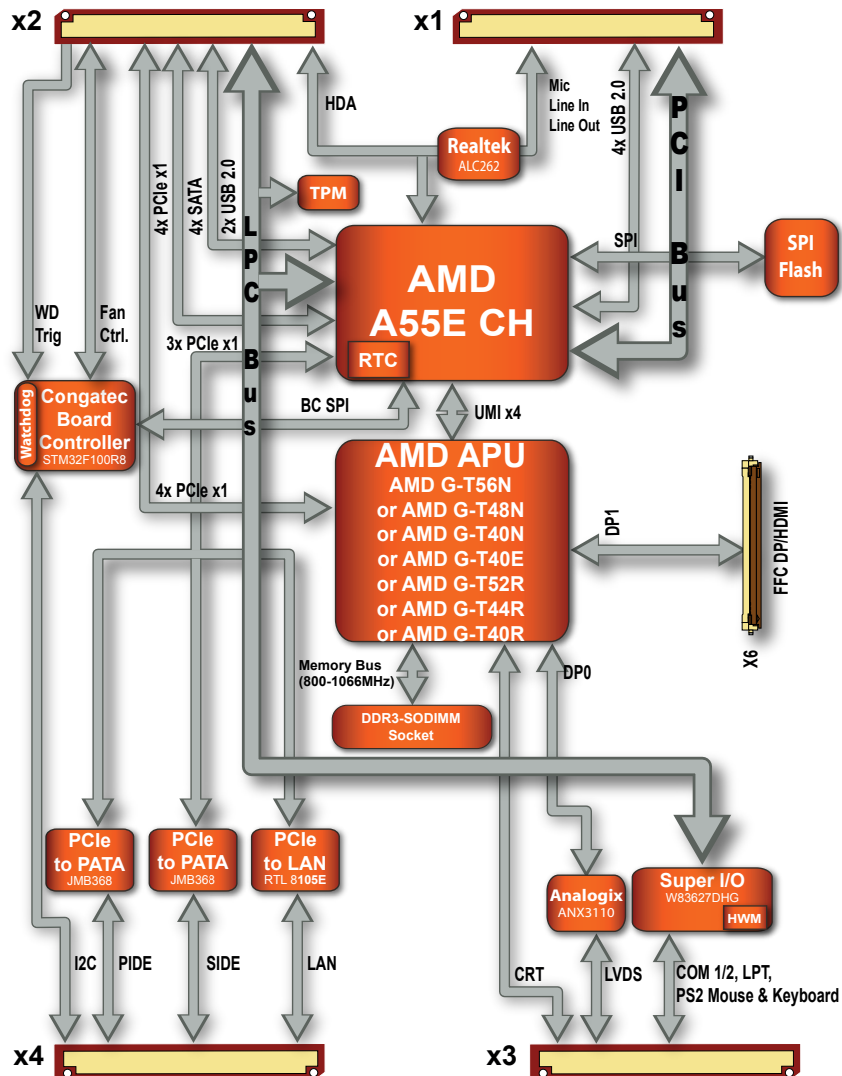 x2
x1
HDA
Mic
Line In
Line Out
Realtek
ALC262
4x USB 2.0
PCI Bus
4x PCIe x1
4x SATA
2x USB 2.0
TPM
LPC Bus
AMD
A55E CH
RTC
SPI
SPI
Flash
WD
Trig
Fan
Ctrl.
3x PCIe x1
Watchdog
Congatec
Board
Controller
STM32F100R8
BC SPI
UMI x4
4x PCIe x1
AMD APU
AMD G-T56N
or AMD G-T48N
or AMD G-T40N
or AMD G-T40E
or AMD G-T52R
or AMD G-T44R
or AMD G-T40R
DP1
FFC DP/HDMI
X6
Memory Bus
(800-1066MHz)
DP0
DDR3-SODIMM
Socket
PCIe
to PATA
JMB368
PCIe
to PATA
JMB368
PCIe
to LAN
RTL 8105E
Analogix
ANX3110
Super I/O
W83627DHG
HWM
I2C
PIDE
SIDE
LAN
CRT
LVDS
COM 1/2, LPT,
PS2 Mouse & Keyboard
x4
x3